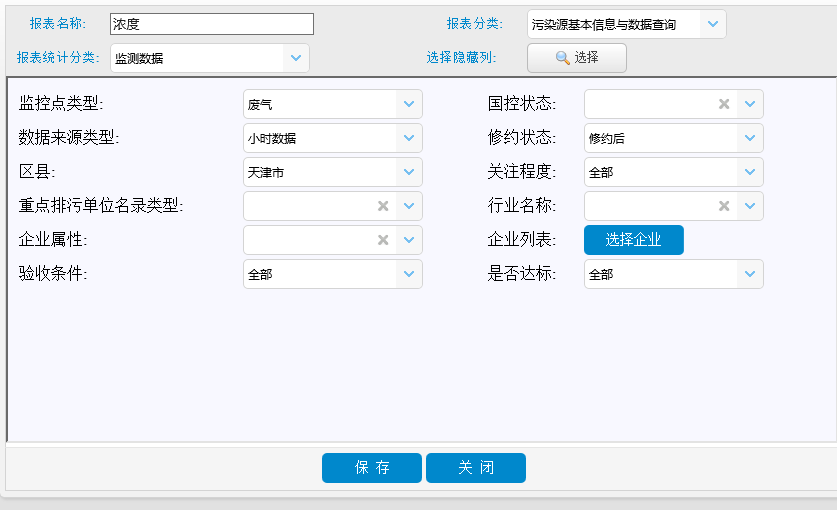 报表名称: 浓度 报表分类: 污染源基本信息与数据查询
报表统计分类: 监测数据 选择隐藏列: 选择
监控点类型: 废气 国控状态:
数据来源类型: 小时数据 修约状态: 修约后
区县: 天津市 关注程度: 全部
重点排污单位名录类型: 行业名称:
企业属性: 企业列表: 选择企业
验收条件: 全部 是否达标: 全部
保 存 关 闭